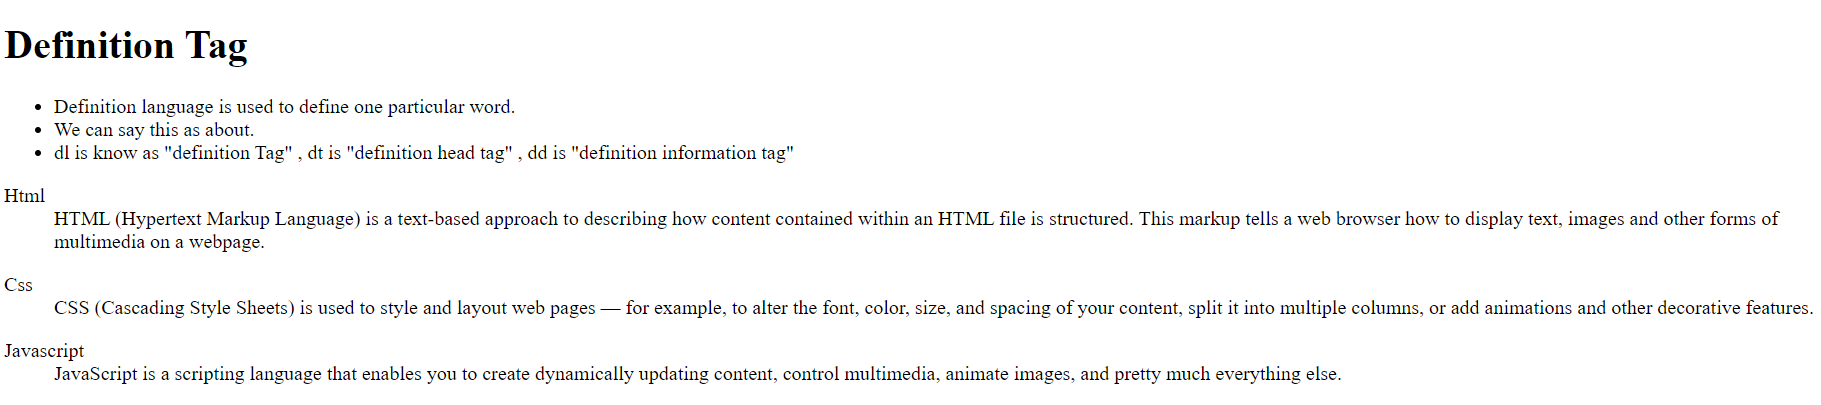 Definition Tag
Definition language is used to define one particular word.
We can say this as about.
dl is know as "definition Tag" , dt is "definition head tag" , dd is "definition information tag"
Html
HTML (Hypertext Markup Language) is a text-based approach to describing how content contained within an HTML file is structured. This markup tells a web browser how to display text, images and other forms of
multimedia on a webpage.
Css
CSS (Cascading Style Sheets) is used to style and layout web pages — for example, to alter the font, color, size, and spacing of your content, split it into multiple columns, or add animations and other decorative features.
Javascript
JavaScript is a scripting language that enables you to create dynamically updating content, control multimedia, animate images, and pretty much everything else.